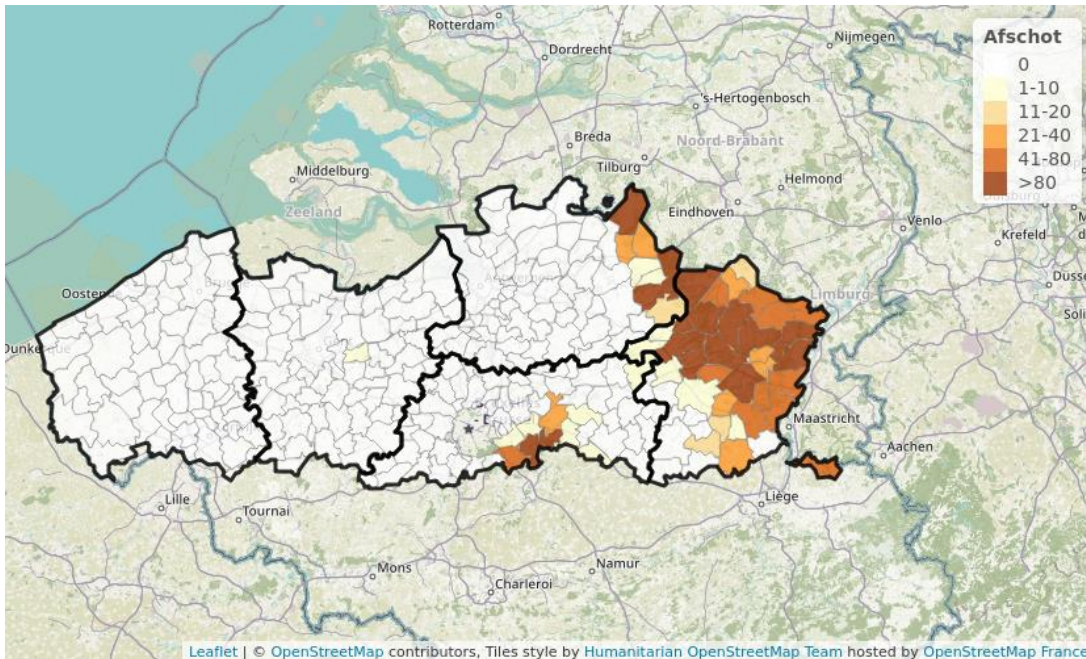 Rotterdam
Nijmegen
Dordrecht
's-Hertogenbosch
Breda
Noord-Brabant
Tilburg
Middelburg
Helmond
Zeeland
Eindhoven
Venlo
Krefeld
Limburg
Maastricht
Aachen
Lille
Liège
Tournai
Mons
Namur
Charleroi
Afschot
0
1-10
11-20
21-40
41-80
>80
Leaflet | © OpenStreetMap contributors, Tiles style by Humanitarian OpenStreetMap Team hosted by OpenStreetMap France